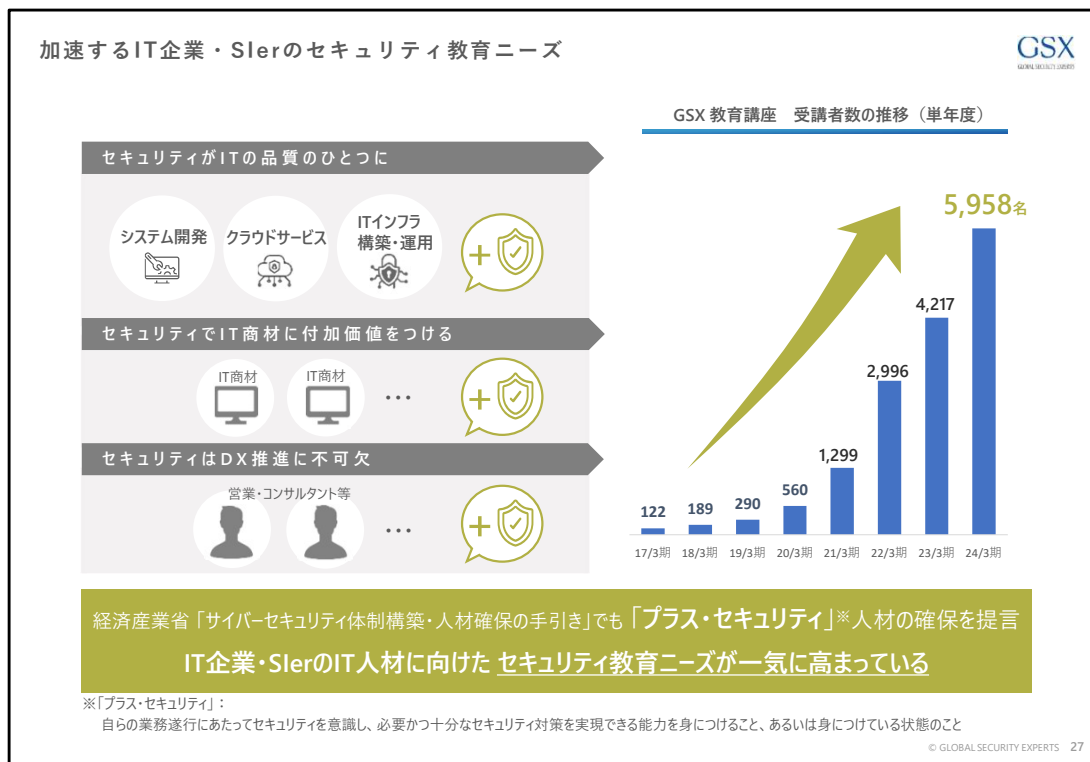 加速するIT企業・SIerのセキュリティ教育ニーズ
GSX
GLOBAL SECURITY EXPERTS
セキュリティがITの品質のひとつに
システム開発
クラウドサービス
ITインフラ
構築・運用
+
セキュリティでIT商材に付加価値をつける
IT商材
IT商材
…
+
セキュリティはDX推進に不可欠
営業・コンサルタント等
…
+
GSX 教育講座　受講者数の推移（単年度）
5,958名
4,217
2,996
1,299
560
290
189
122
17/3期 18/3期 19/3期 20/3期 21/3期 22/3期 23/3期 24/3期
経済産業省「サイバーセキュリティ体制構築・人材確保の手引き」でも「プラス・セキュリティ」※人材の確保を提言
IT企業・SIerのIT人材に向けた セキュリティ教育ニーズが一気に高まっている
※「プラス・セキュリティ」：
自らの業務遂行にあたってセキュリティを意識し、必要かつ十分なセキュリティ対策を実現できる能力を身につけること、あるいは身につけている状態のこと
© GLOBAL SECURITY EXPERTS 27